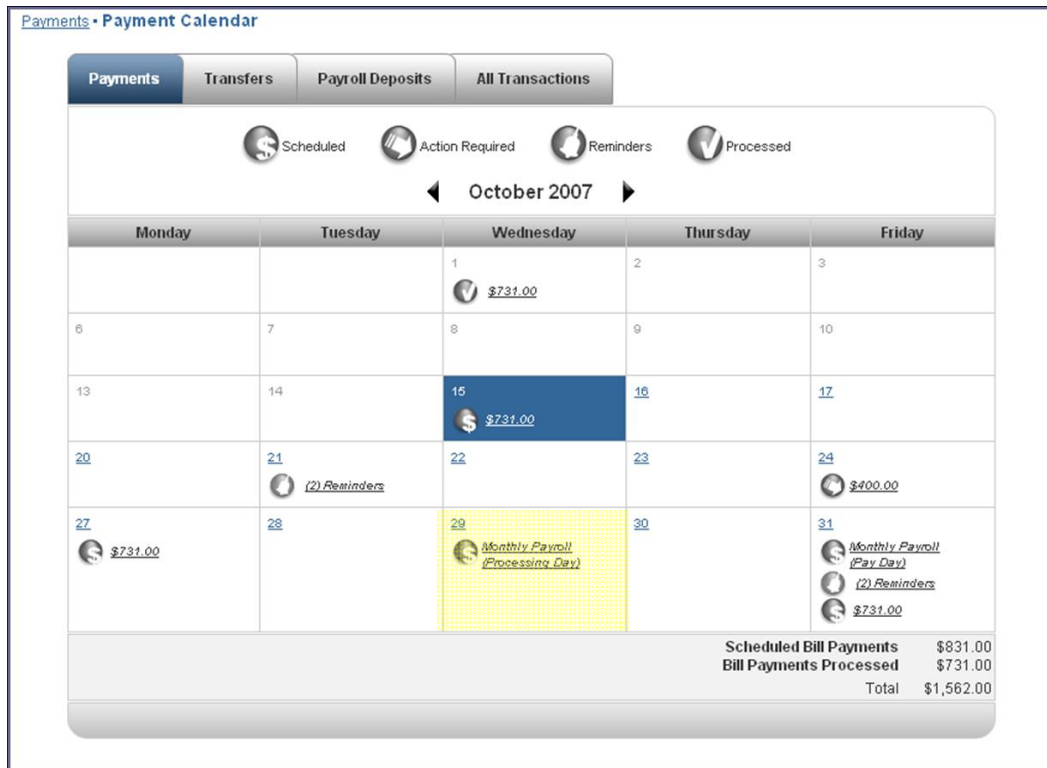 Payments • Payment Calendar
Payments Transfers Payroll Deposits All Transactions
Scheduled Action Required Reminders Processed
October 2007
Monday Tuesday Wednesday Thursday Friday
1 2 3
$731.00
6 7 8 9 10
13 14 15 16 17
$731.00
20 21 22 23 24
(2) Reminders $400.00
27 28 29 30 31
$731.00 Monthly Payroll Monthly Payroll
(Processing Day) (Pay Day)
(2) Reminders
$731.00
Scheduled Bill Payments $831.00
Bill Payments Processed $731.00
Total $1,562.00